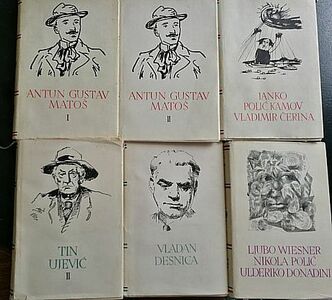 ANTUN GUSTAV
MATOŠ
I
ANTUN GUSTAV
MATOŠ
II
JANKO
POLIĆ KAMOV
VLADIMIR ČERINA
TIN
UJEVIĆ
II
VLADAN
DESNICA
LJUBO WIESNER
NIKOLA POLIĆ
ULDERIKO DONADINI